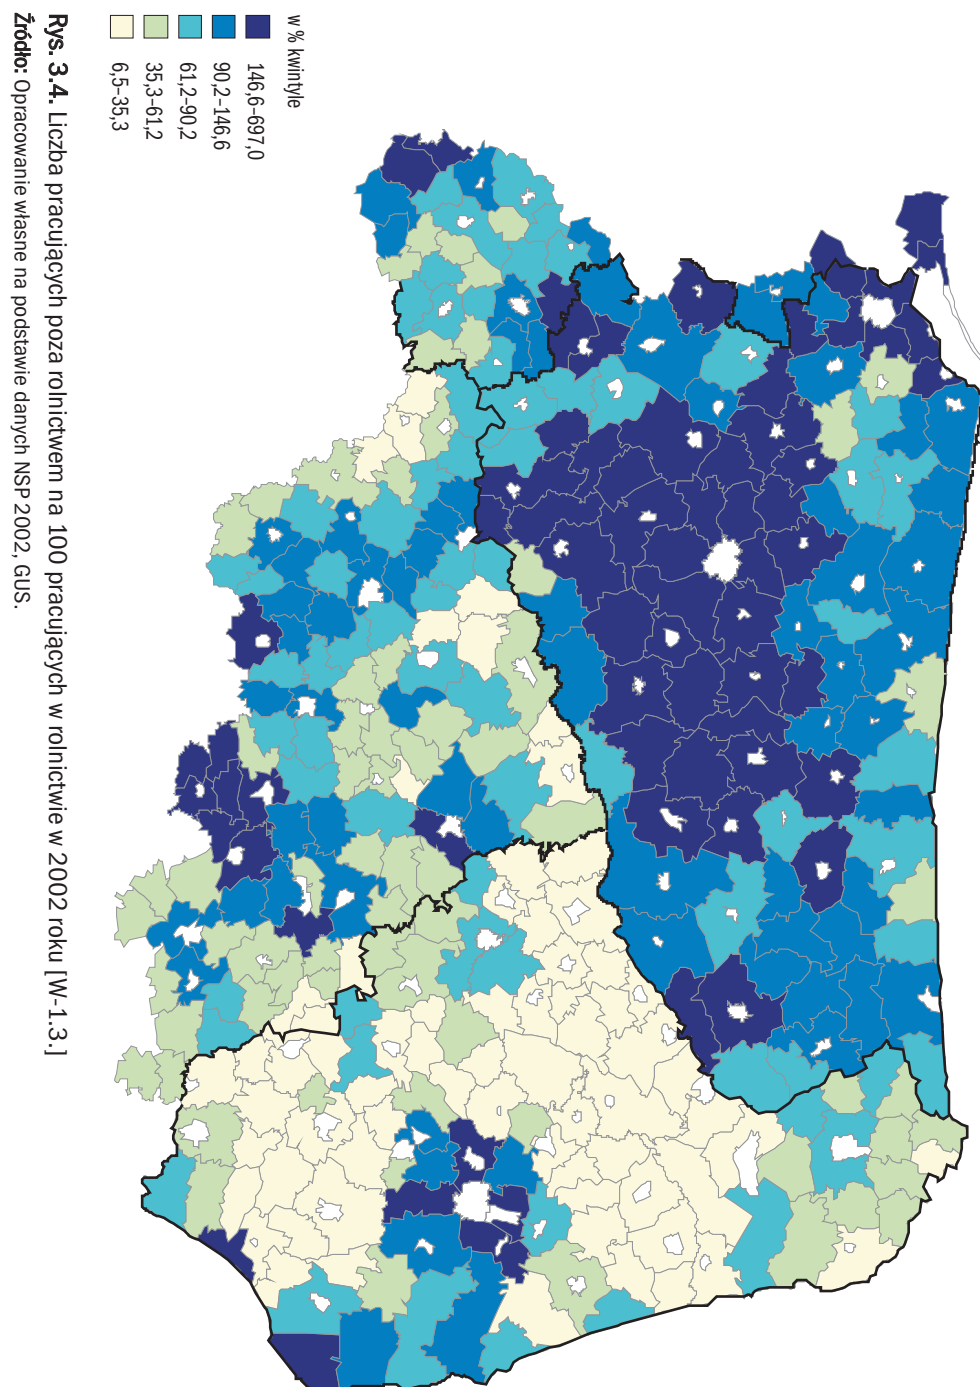 w % kwintyle
146,6–697,0
90,2–146,6
61,2–90,2
35,3–61,2
6,5–35,3
Rys. 3.4. Liczba pracujących poza rolnictwem na 100 pracujących w rolnictwie w 2002 roku [W-1.3.]
Źródło: Opracowanie własne na podstawie danych NSP 2002, GUS.